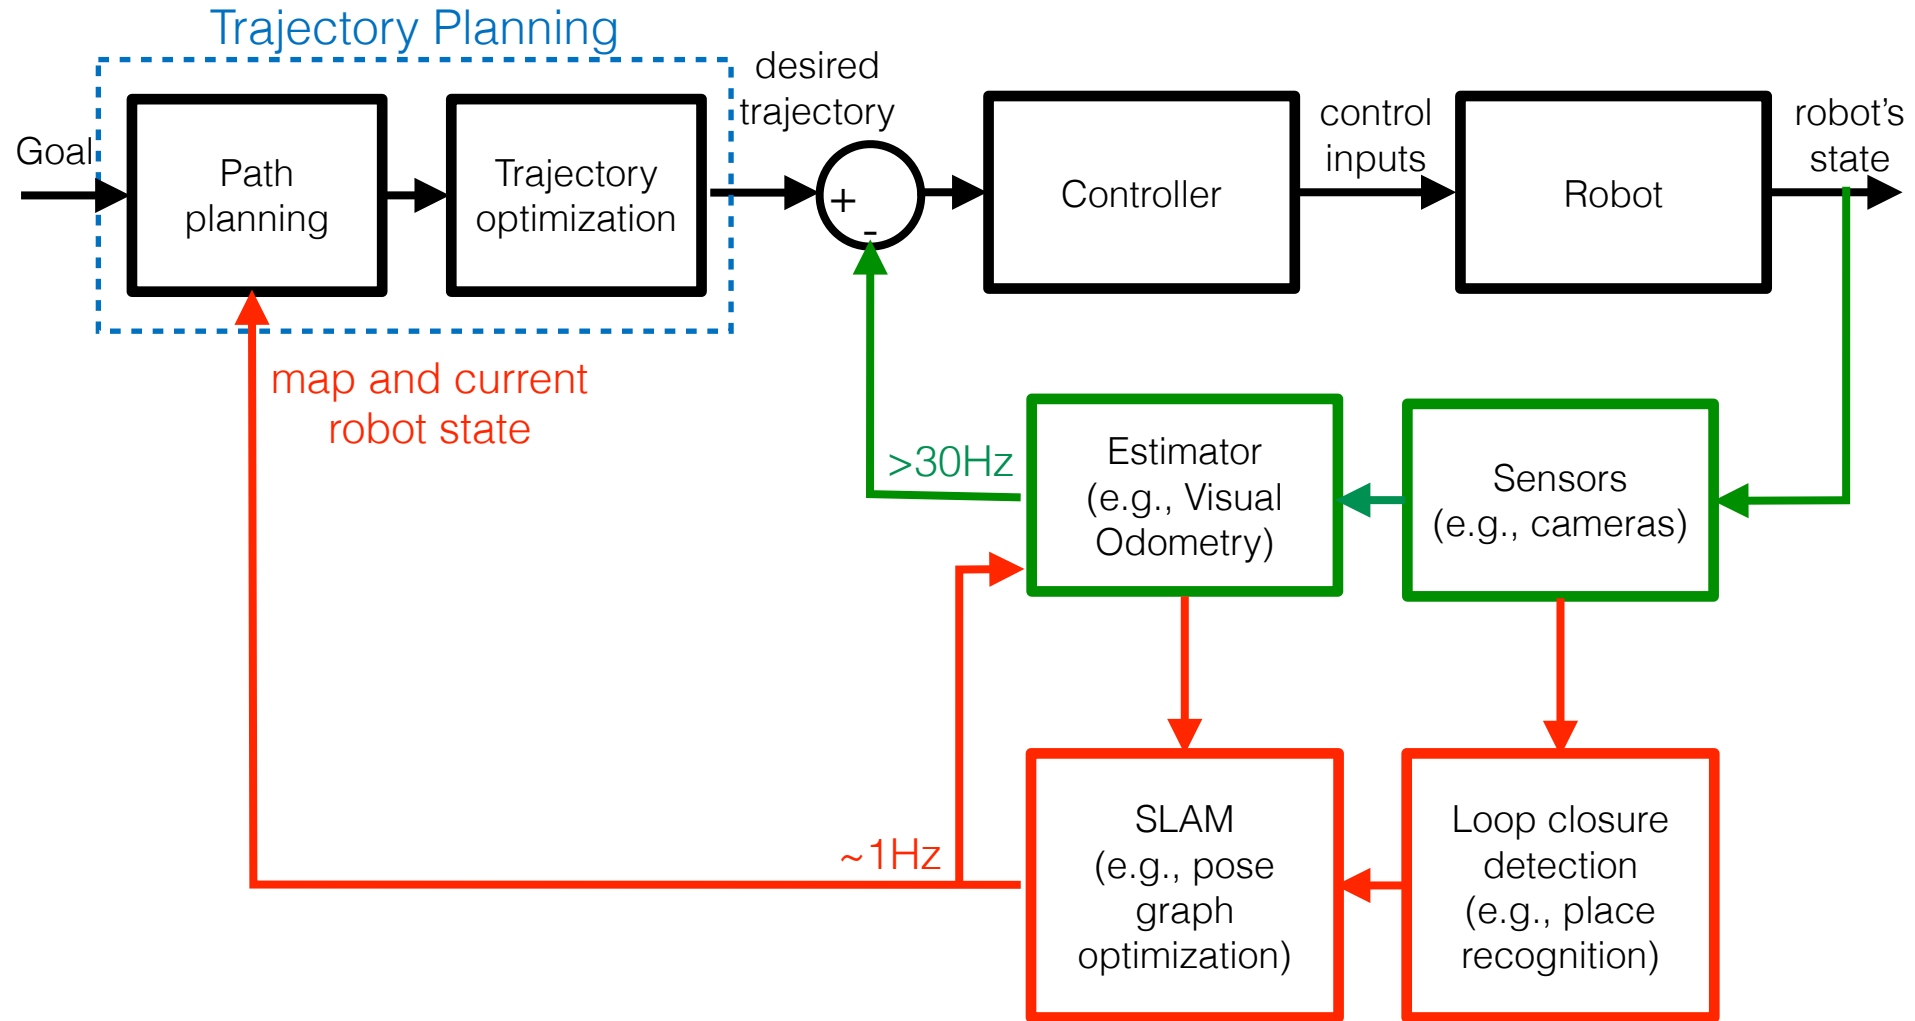 Trajectory Planning
Goal
Path
planning
Trajectory
optimization
desired
trajectory
+
-
Controller
control
inputs
Robot
robot's
state
map and current
robot state
>30Hz
Estimator
(e.g., Visual
Odometry)
Sensors
(e.g., cameras)
~1Hz
SLAM
(e.g., pose
graph
optimization)
Loop closure
detection
(e.g., place
recognition)